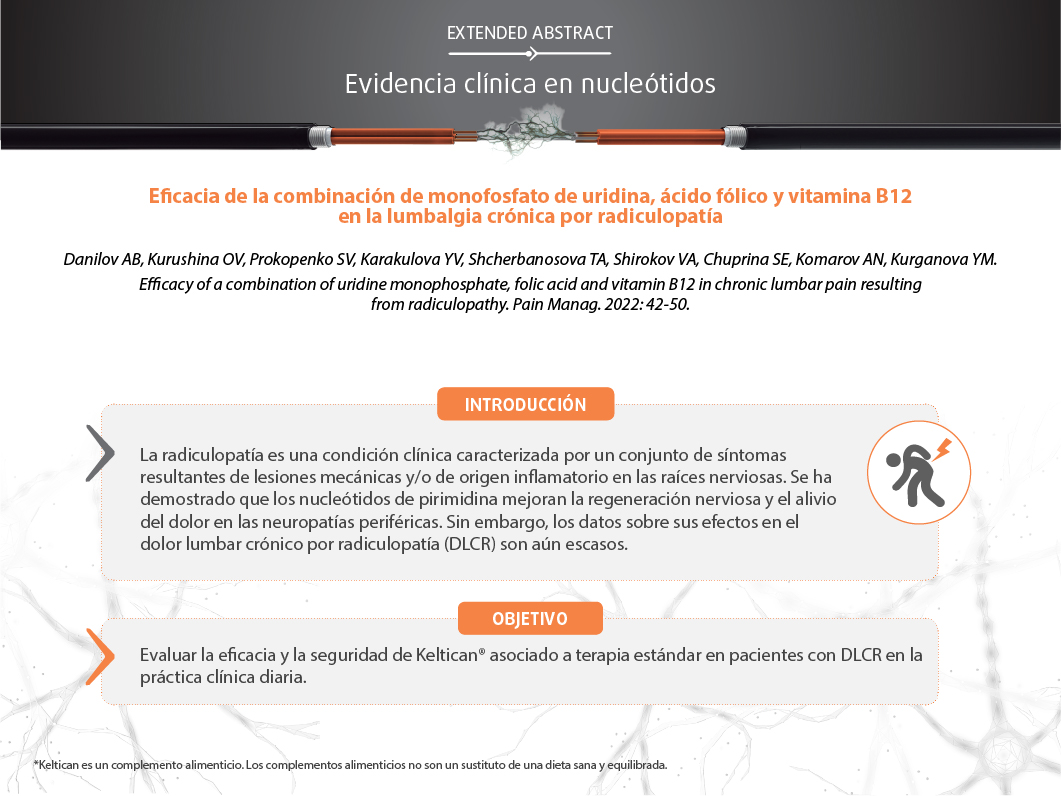 EXTENDED ABSTRACT
Evidencia clínica en nucleótidos
Eficacia de la combinación de monofosfato de uridina, ácido fólico y vitamina B12
en la lumbalgia crónica por radiculopatía
Danilov AB, Kurushina OV, Prokopenko SV, Karakulova YV, Shcherbanosova TA, Shirokov VA, Chuprina SE, Komarov AN, Kurganova YM.
Efficacy of a combination of uridine monophosphate, folic acid and vitamin B12 in chronic lumbar pain resulting
from radiculopathy. Pain Manag. 2022: 42-50.
INTRODUCCIÓN
La radiculopatía es una condición clínica caracterizada por un conjunto de síntomas
resultantes de lesiones mecánicas y/o de origen inflamatorio en las raíces nerviosas. Se ha
demostrado que los nucleótidos de pirimidina mejoran la regeneración nerviosa y el alivio
del dolor en las neuropatías periféricas. Sin embargo, los datos sobre sus efectos en el
dolor lumbar crónico por radiculopatía (DLCR) son aún escasos.
OBJETIVO
Evaluar la eficacia y la seguridad de Keltican® asociado a terapia estándar en pacientes con DLCR en la
práctica clínica diaria.
*Keltican es un complemento alimenticio. Los complementos alimenticios no son un sustituto de una dieta sana y equilibrada.